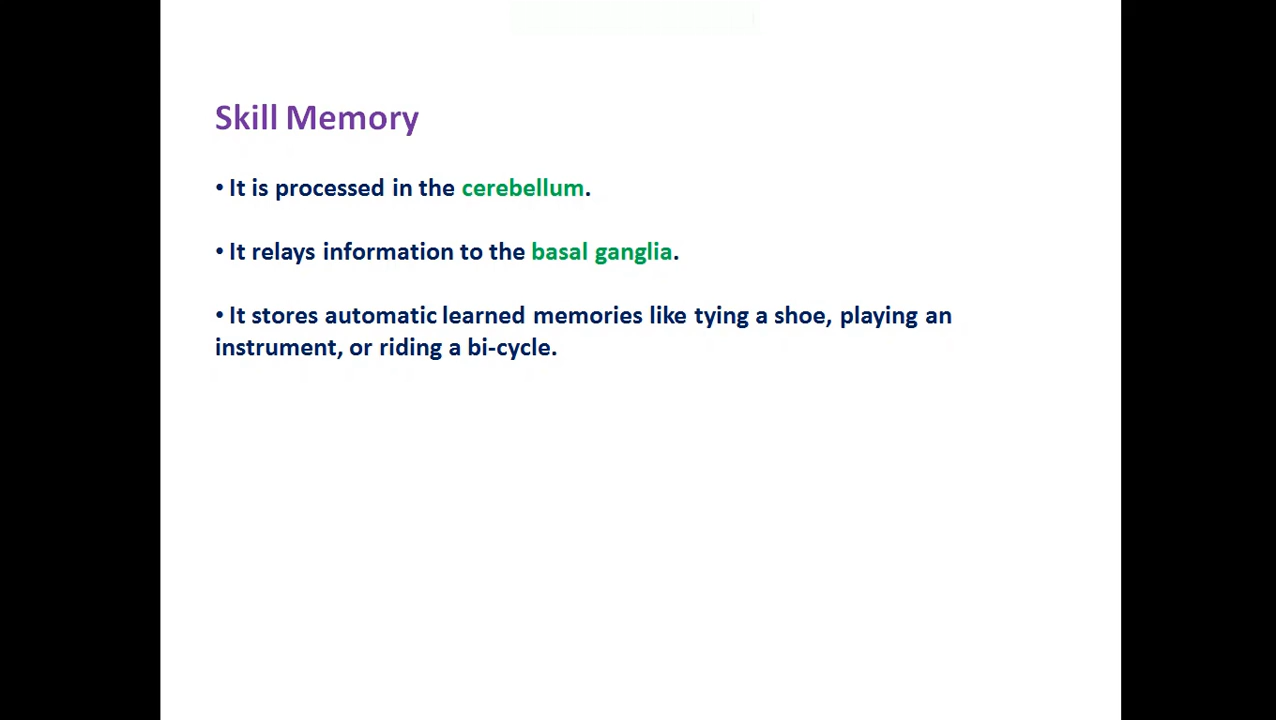 Skill Memory
• It is processed in the cerebellum.
• It relays information to the basal ganglia.
• It stores automatic learned memories like tying a shoe, playing an
instrument, or riding a bi-cycle.